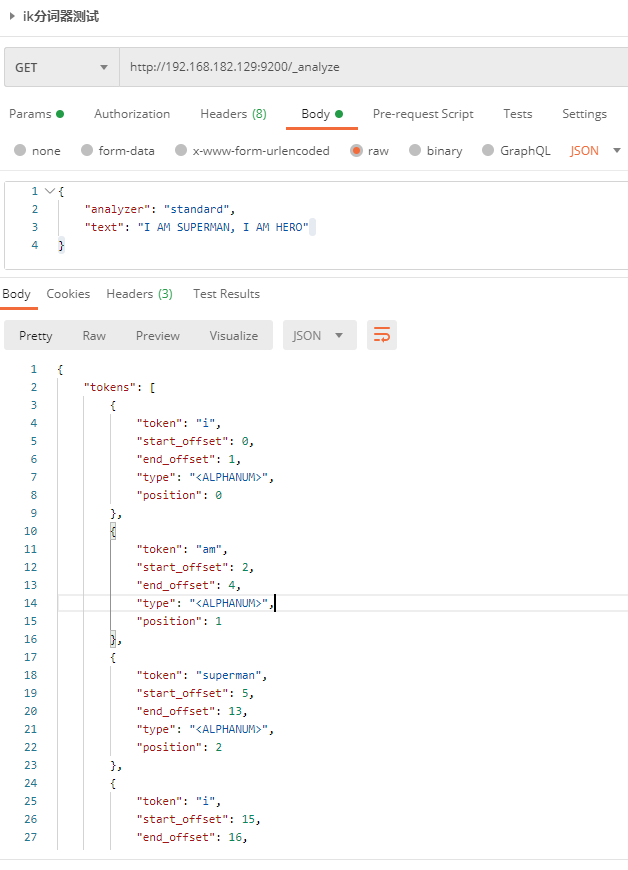 ik分词器测试
GET http://192.168.182.129:9200/_analyze
Params Authorization Headers (8) Body Pre-request Script Tests Settings
none form-data x-www-form-urlencoded raw binary GraphQL JSON
1 {
2 "analyzer": "standard",
3 "text": "I AM SUPERMAN, I AM HERO"
4 }
Body Cookies Headers (3) Test Results
Pretty Raw Preview Visualize JSON
1 {
2 "tokens": [
3 {
4 "token": "i",
5 "start_offset": 0,
6 "end_offset": 1,
7 "type": "<ALPHANUM>",
8 "position": 0
9 },
10 {
11 "token": "am",
12 "start_offset": 2,
13 "end_offset": 4,
14 "type": "<ALPHANUM>",
15 "position": 1
16 },
17 {
18 "token": "superman",
19 "start_offset": 5,
20 "end_offset": 13,
21 "type": "<ALPHANUM>",
22 "position": 2
23 },
24 {
25 "token": "i",
26 "start_offset": 15,
27 "end_offset": 16,